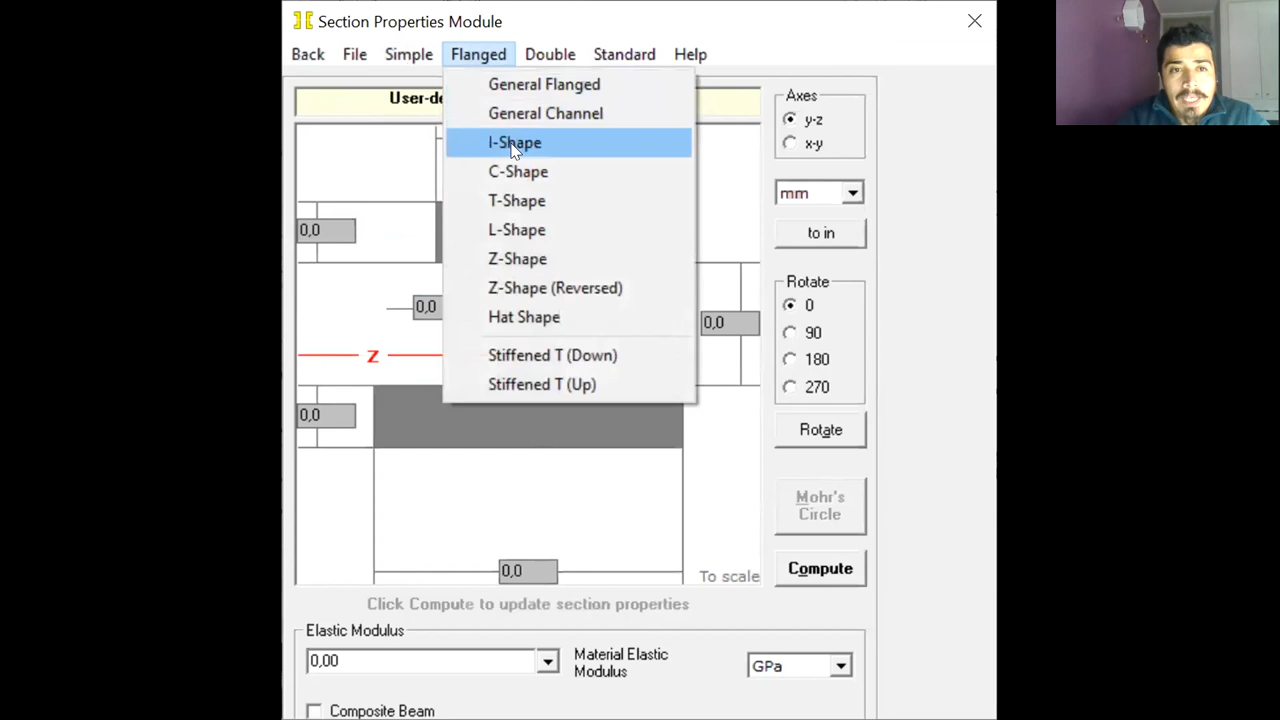 Section Properties Module
Back File Simple Flanged Double Standard Help
General Flanged
General Channel
I-Shape
C-Shape
T-Shape
L-Shape
Z-Shape
Z-Shape (Reversed)
Hat Shape
Stiffened T (Down)
Stiffened T (Up)
User-de
0,0
0,0
z
0,0
0,0
0,0
To scale
Axes
y-z
x-y
mm
to in
Rotate
0
90
180
270
Rotate
Mohr's
Circle
Compute
Click Compute to update section properties
Elastic Modulus
0,00
Material Elastic
Modulus
GPa
Composite Beam